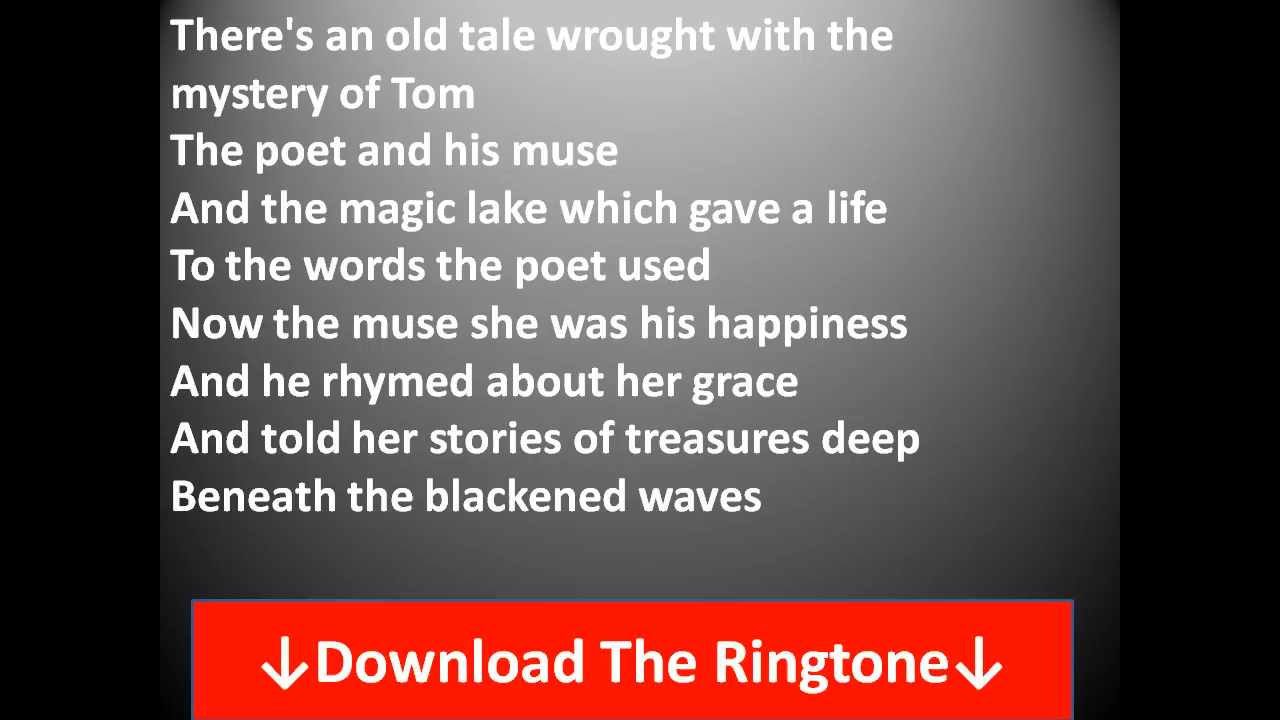 There's an old tale wrought with the
mystery of Tom
The poet and his muse
And the magic lake which gave a life
To the words the poet used
Now the muse she was his happiness
And he rhymed about her grace
And told her stories of treasures deep
Beneath the blackened waves
↓Download The Ringtone↓